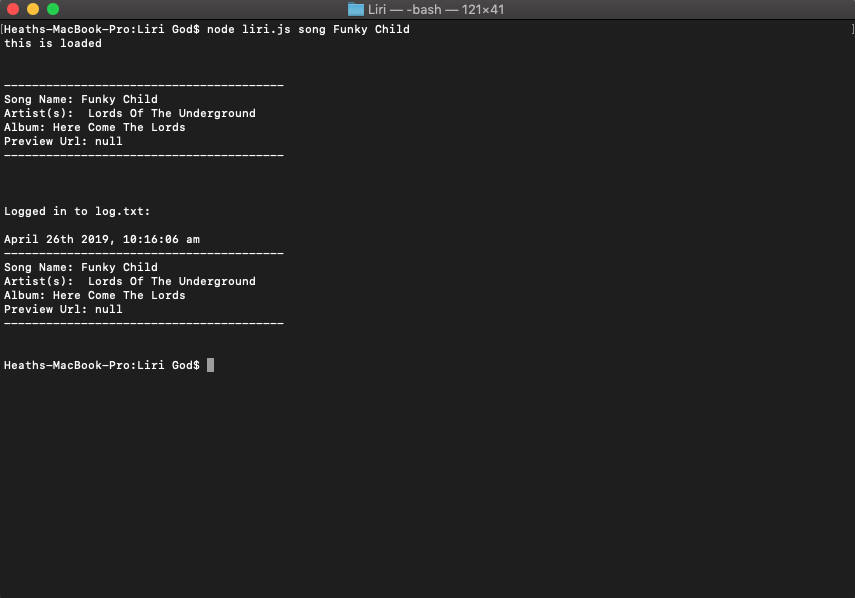 Liri — -bash — 121×41
[Heaths-MacBook-Pro:Liri God$ node liri.js song Funky Child ]
this is loaded
----------------------------------------
Song Name: Funky Child
Artist(s):  Lords Of The Underground
Album: Here Come The Lords
Preview Url: null
----------------------------------------
Logged in to log.txt:
April 26th 2019, 10:16:06 am
----------------------------------------
Song Name: Funky Child
Artist(s):  Lords Of The Underground
Album: Here Come The Lords
Preview Url: null
----------------------------------------
Heaths-MacBook-Pro:Liri God$